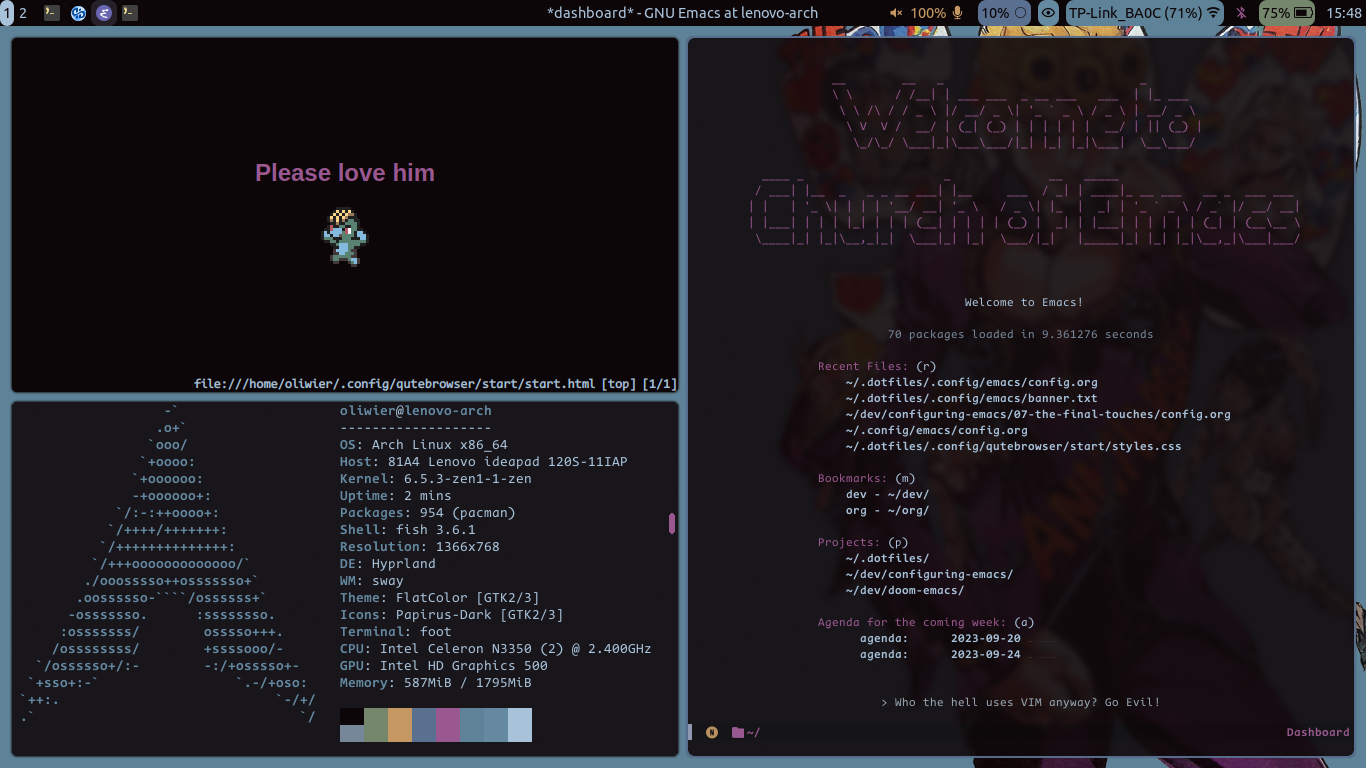 1 2
*dashboard* - GNU Emacs at lenovo-arch
100%
10%
TP-Link_BA0C (71%)
75%
15:48
Please love him
file:///home/oliwier/.config/qutebrowser/start/start.html [top] [1/1]
oliwier@lenovo-arch
-------------------
OS: Arch Linux x86_64
Host: 81A4 Lenovo ideapad 120S-11IAP
Kernel: 6.5.3-zen1-1-zen
Uptime: 2 mins
Packages: 954 (pacman)
Shell: fish 3.6.1
Resolution: 1366x768
DE: Hyprland
WM: sway
Theme: FlatColor [GTK2/3]
Icons: Papirus-Dark [GTK2/3]
Terminal: foot
CPU: Intel Celeron N3350 (2) @ 2.400GHz
GPU: Intel HD Graphics 500
Memory: 587MiB / 1795MiB
Welcome to
Church of Emacs
Welcome to Emacs!
70 packages loaded in 9.361276 seconds
Recent Files: (r)
~/.dotfiles/.config/emacs/config.org
~/.dotfiles/.config/emacs/banner.txt
~/dev/configuring-emacs/07-the-final-touches/config.org
~/.config/emacs/config.org
~/.dotfiles/.config/qutebrowser/start/styles.css
Bookmarks: (m)
dev - ~/dev/
org - ~/org/
Projects: (p)
~/.dotfiles/
~/dev/configuring-emacs/
~/dev/doom-emacs/
Agenda for the coming week: (a)
agenda: 2023-09-20
agenda: 2023-09-24
> Who the hell uses VIM anyway? Go Evil!
N ~/
Dashboard